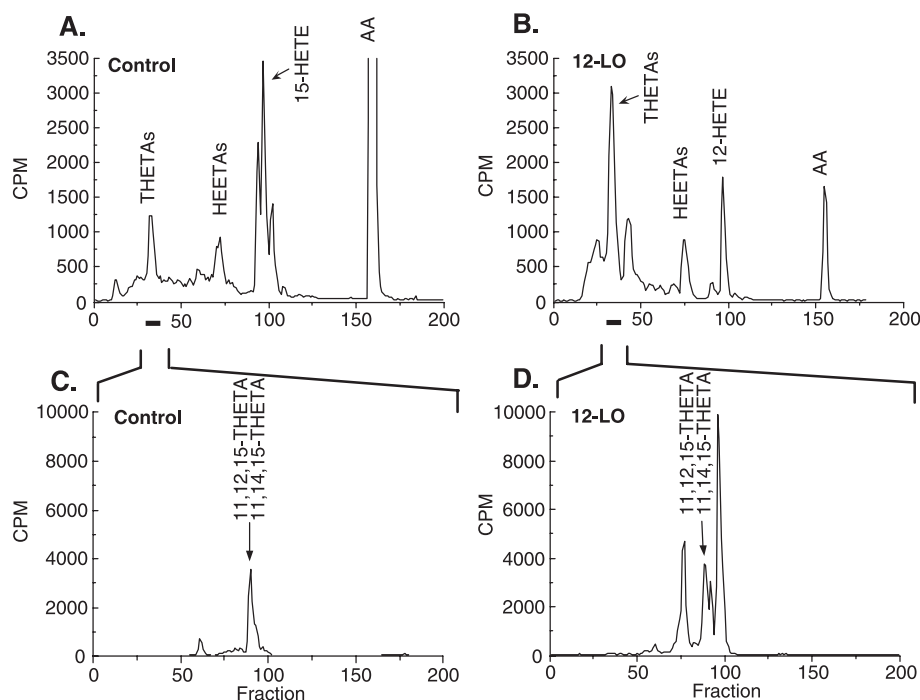 A.
Control
CPM
3500
3000
2500
2000
1500
1000
500
0
THETAs
HEETAs
15-HETE
AA
0 50 100 150 200
B.
12-LO
CPM
3500
3000
2500
2000
1500
1000
500
0
THETAs
HEETAs
12-HETE
AA
0 50 100 150 200
C.
Control
CPM
10000
8000
6000
4000
2000
0
11,12,15-THETA
11,14,15-THETA
0 50 100 150 200
Fraction
D.
12-LO
CPM
10000
8000
6000
4000
2000
0
11,12,15-THETA
11,14,15-THETA
0 50 100 150 200
Fraction